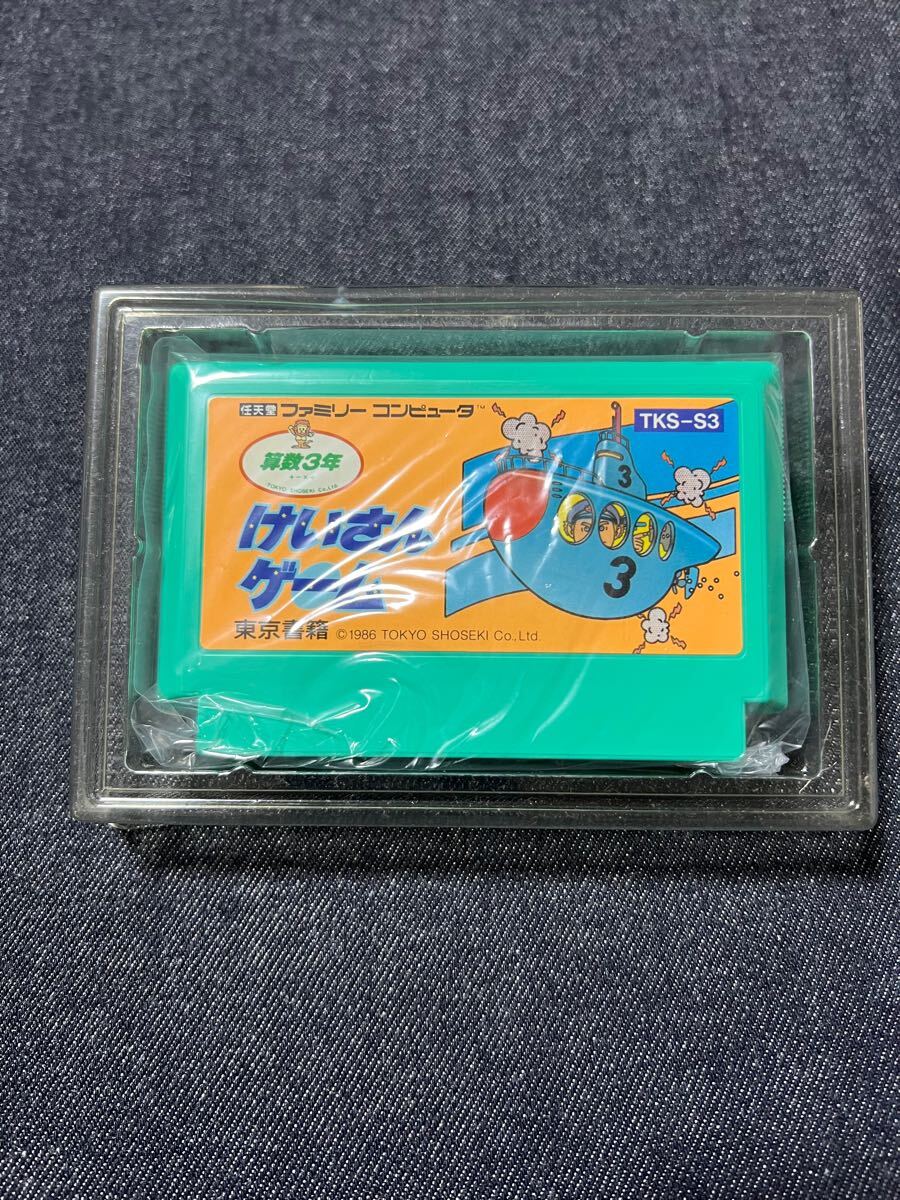 任天堂 ファミリー コンピュータ™
TKS-S3
算数3年
TOKYO SHOSEKI Co., Ltd.
けいさん
ゲーム
3
3
東京書籍 ©1986 TOKYO SHOSEKI Co., Ltd.